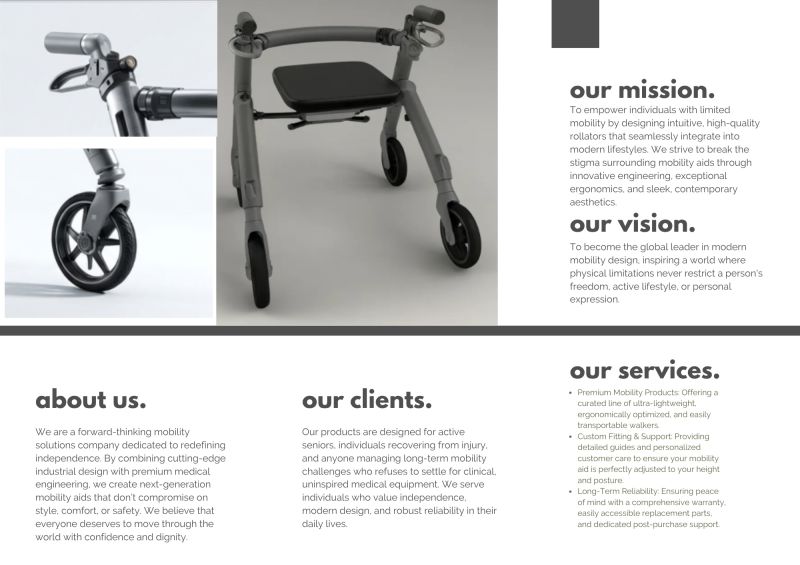 our mission.
To empower individuals with limited
mobility by designing intuitive, high-quality
rollators that seamlessly integrate into
modern lifestyles. We strive to break the
stigma surrounding mobility aids through
innovative engineering, exceptional
ergonomics, and sleek, contemporary
aesthetics.
our vision.
To become the global leader in modern
mobility design, inspiring a world where
physical limitations never restrict a person's
freedom, active lifestyle, or personal
expression.
about us.
We are a forward-thinking mobility
solutions company dedicated to redefining
independence. By combining cutting-edge
industrial design with premium medical
engineering, we create next-generation
mobility aids that don't compromise on
style, comfort, or safety. We believe that
everyone deserves to move through the
world with confidence and dignity.
our clients.
Our products are designed for active
seniors, individuals recovering from injury,
and anyone managing long-term mobility
challenges who refuses to settle for clinical,
uninspired medical equipment. We serve
individuals who value independence,
modern design, and robust reliability in their
daily lives.
our services.
• Premium Mobility Products: Offering a
curated line of ultra-lightweight,
ergonomically optimized, and easily
transportable walkers.
• Custom Fitting & Support: Providing
detailed guides and personalized
customer care to ensure your mobility
aid is perfectly adjusted to your height
and posture.
• Long-Term Reliability: Ensuring peace
of mind with a comprehensive warranty,
easily accessible replacement parts,
and dedicated post-purchase support.